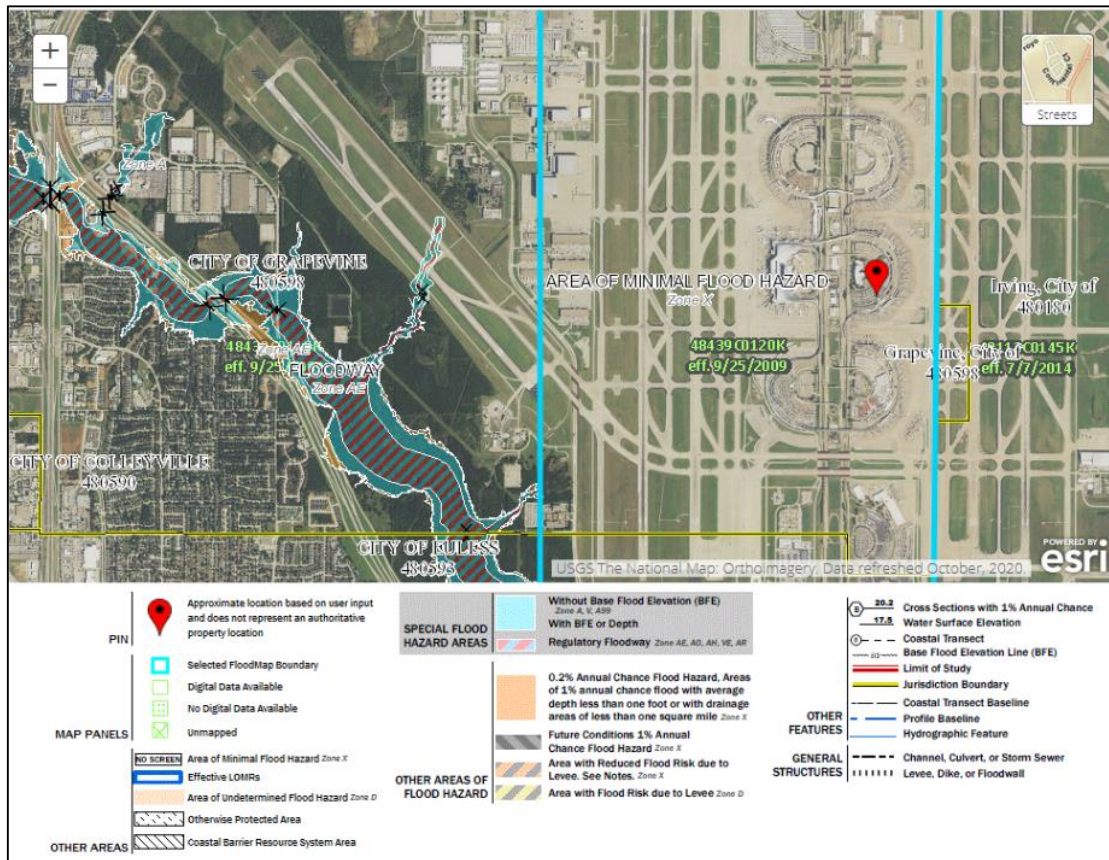 +
−
Streets
Zone A
CITY OF GRAPEVINE
480598
AREA OF MINIMAL FLOOD HAZARD
Zone X
Irving, City of
480180
Zone AE
eff. 9/25
FLOODWAY
Zone AE
48439C0120K
eff. 9/25/2009
Grapevine, City of
480598
C0145K
eff. 7/7/2014
CITY OF COLLEYVILLE
480590
CITY OF EULESS
480593
POWERED BY
esri
USGS The National Map: Orthoimagery. Data refreshed October, 2020.
PIN
Approximate location based on user input
and does not represent an authoritative
property location
MAP PANELS
Selected FloodMap Boundary
Digital Data Available
No Digital Data Available
Unmapped
OTHER AREAS
NO SCREEN Area of Minimal Flood Hazard Zone X
Effective LOMRs
Area of Undetermined Flood Hazard Zone D
Otherwise Protected Area
Coastal Barrier Resource System Area
SPECIAL FLOOD
HAZARD AREAS
Without Base Flood Elevation (BFE)
Zone A, V, A99
With BFE or Depth
Regulatory Floodway Zone AE, AO, AH, VE, AR
OTHER AREAS OF
FLOOD HAZARD
0.2% Annual Chance Flood Hazard, Areas
of 1% annual chance flood with average
depth less than one foot or with drainage
areas of less than one square mile Zone X
Future Conditions 1% Annual
Chance Flood Hazard Zone X
Area with Reduced Flood Risk due to
Levee. See Notes. Zone X
Area with Flood Risk due to Levee Zone D
OTHER
FEATURES
B 20.2 Cross Sections with 1% Annual Chance
17.5 Water Surface Elevation
Coastal Transect
Base Flood Elevation Line (BFE)
Limit of Study
Jurisdiction Boundary
Coastal Transect Baseline
Profile Baseline
Hydrographic Feature
GENERAL
STRUCTURES
Channel, Culvert, or Storm Sewer
Levee, Dike, or Floodwall